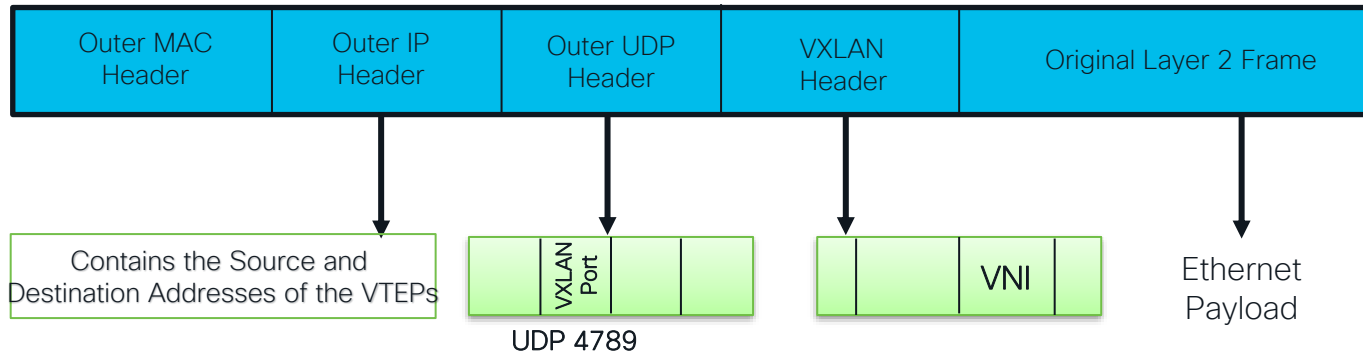 Outer MAC
Header
Outer IP
Header
Outer UDP
Header
VXLAN
Header
Original Layer 2 Frame
Contains the Source and
Destination Addresses of the VTEPs
VXLAN
Port
UDP 4789
VNI
Ethernet
Payload